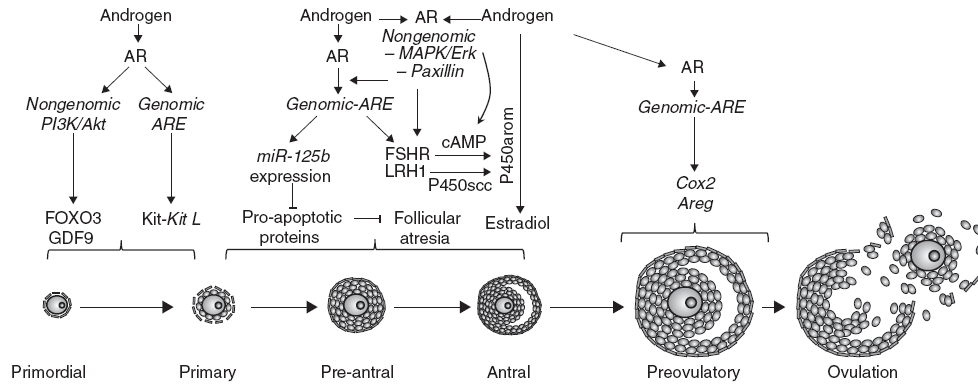 Androgen
AR
Nongenomic
PI3K/Akt
Genomic
ARE
FOXO3
GDF9
Kit-Kit L
Androgen
AR
Androgen
AR
Nongenomic
– MAPK/Erk
– Paxillin
Genomic-ARE
miR-125b
expression
FSHR
LRH1
cAMP
P450scc
P450arom
Pro-apoptotic
proteins
Follicular
atresia
Estradiol
AR
Genomic-ARE
Cox2
Areg
Primordial
Primary
Pre-antral
Antral
Preovulatory
Ovulation